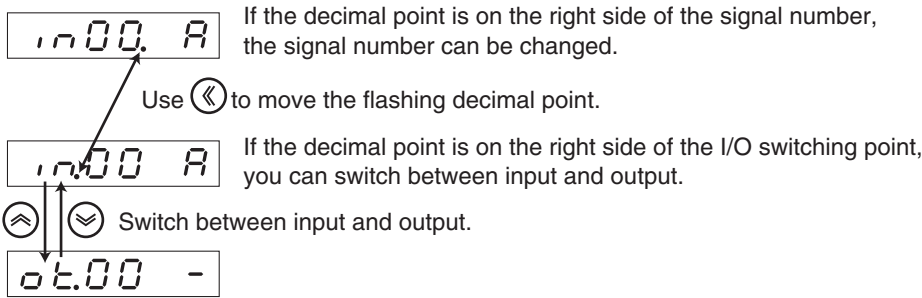 in00. A
If the decimal point is on the right side of the signal number,
the signal number can be changed.
Use to move the flashing decimal point.
in.00 A
If the decimal point is on the right side of the I/O switching point,
you can switch between input and output.
Switch between input and output.
ot.00 -